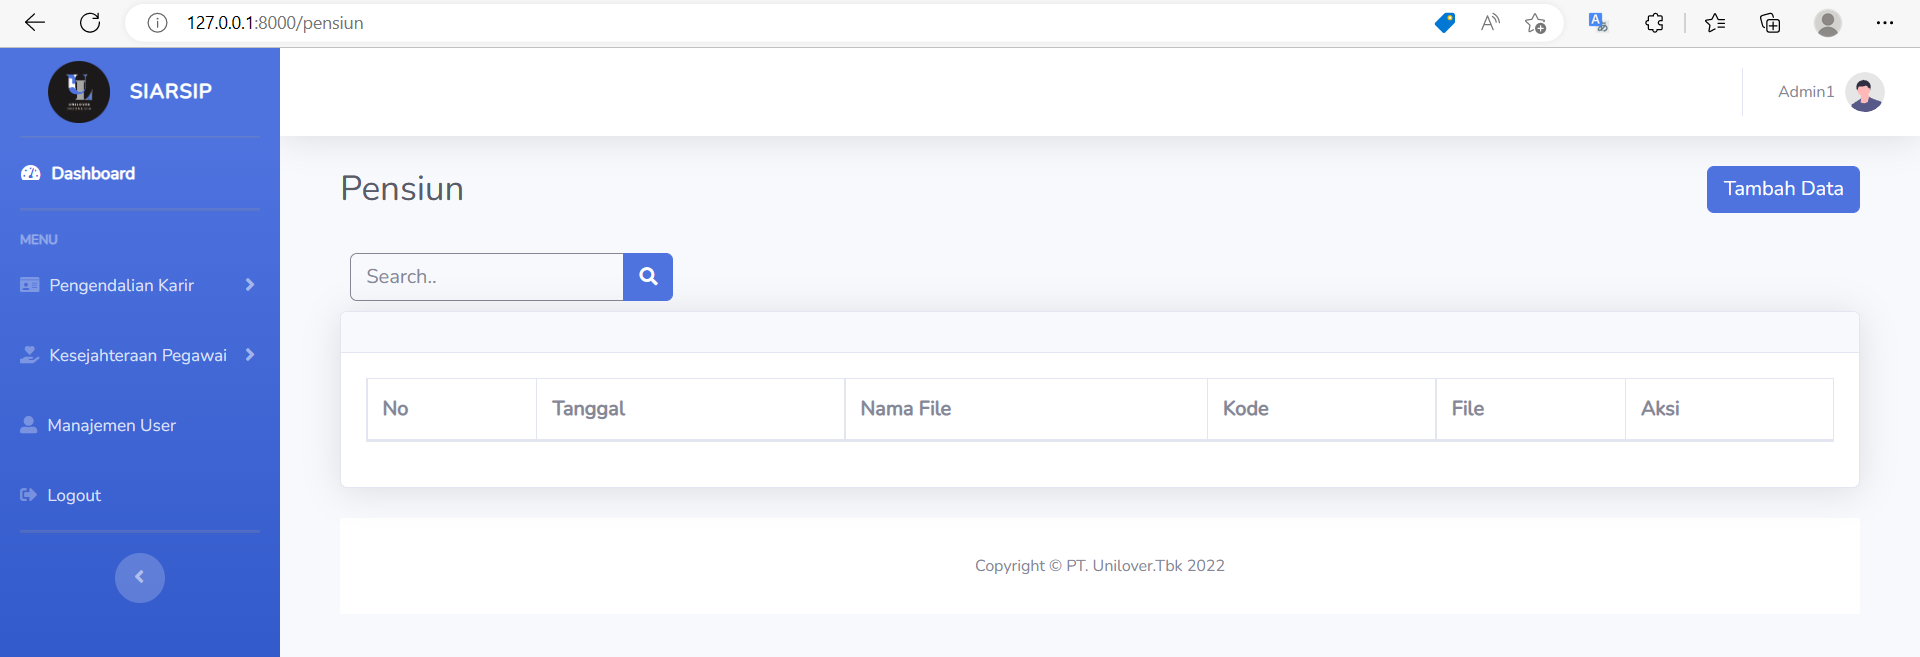 127.0.0.1:8000/pensiun
SIARSIP
Admin1
Dashboard
Pensiun
Tambah Data
MENU
Search..
Pengendalian Karir
Kesejahteraan Pegawai
No Tanggal Nama File Kode File Aksi
Manajemen User
Logout
Copyright © PT. Unilover.Tbk 2022